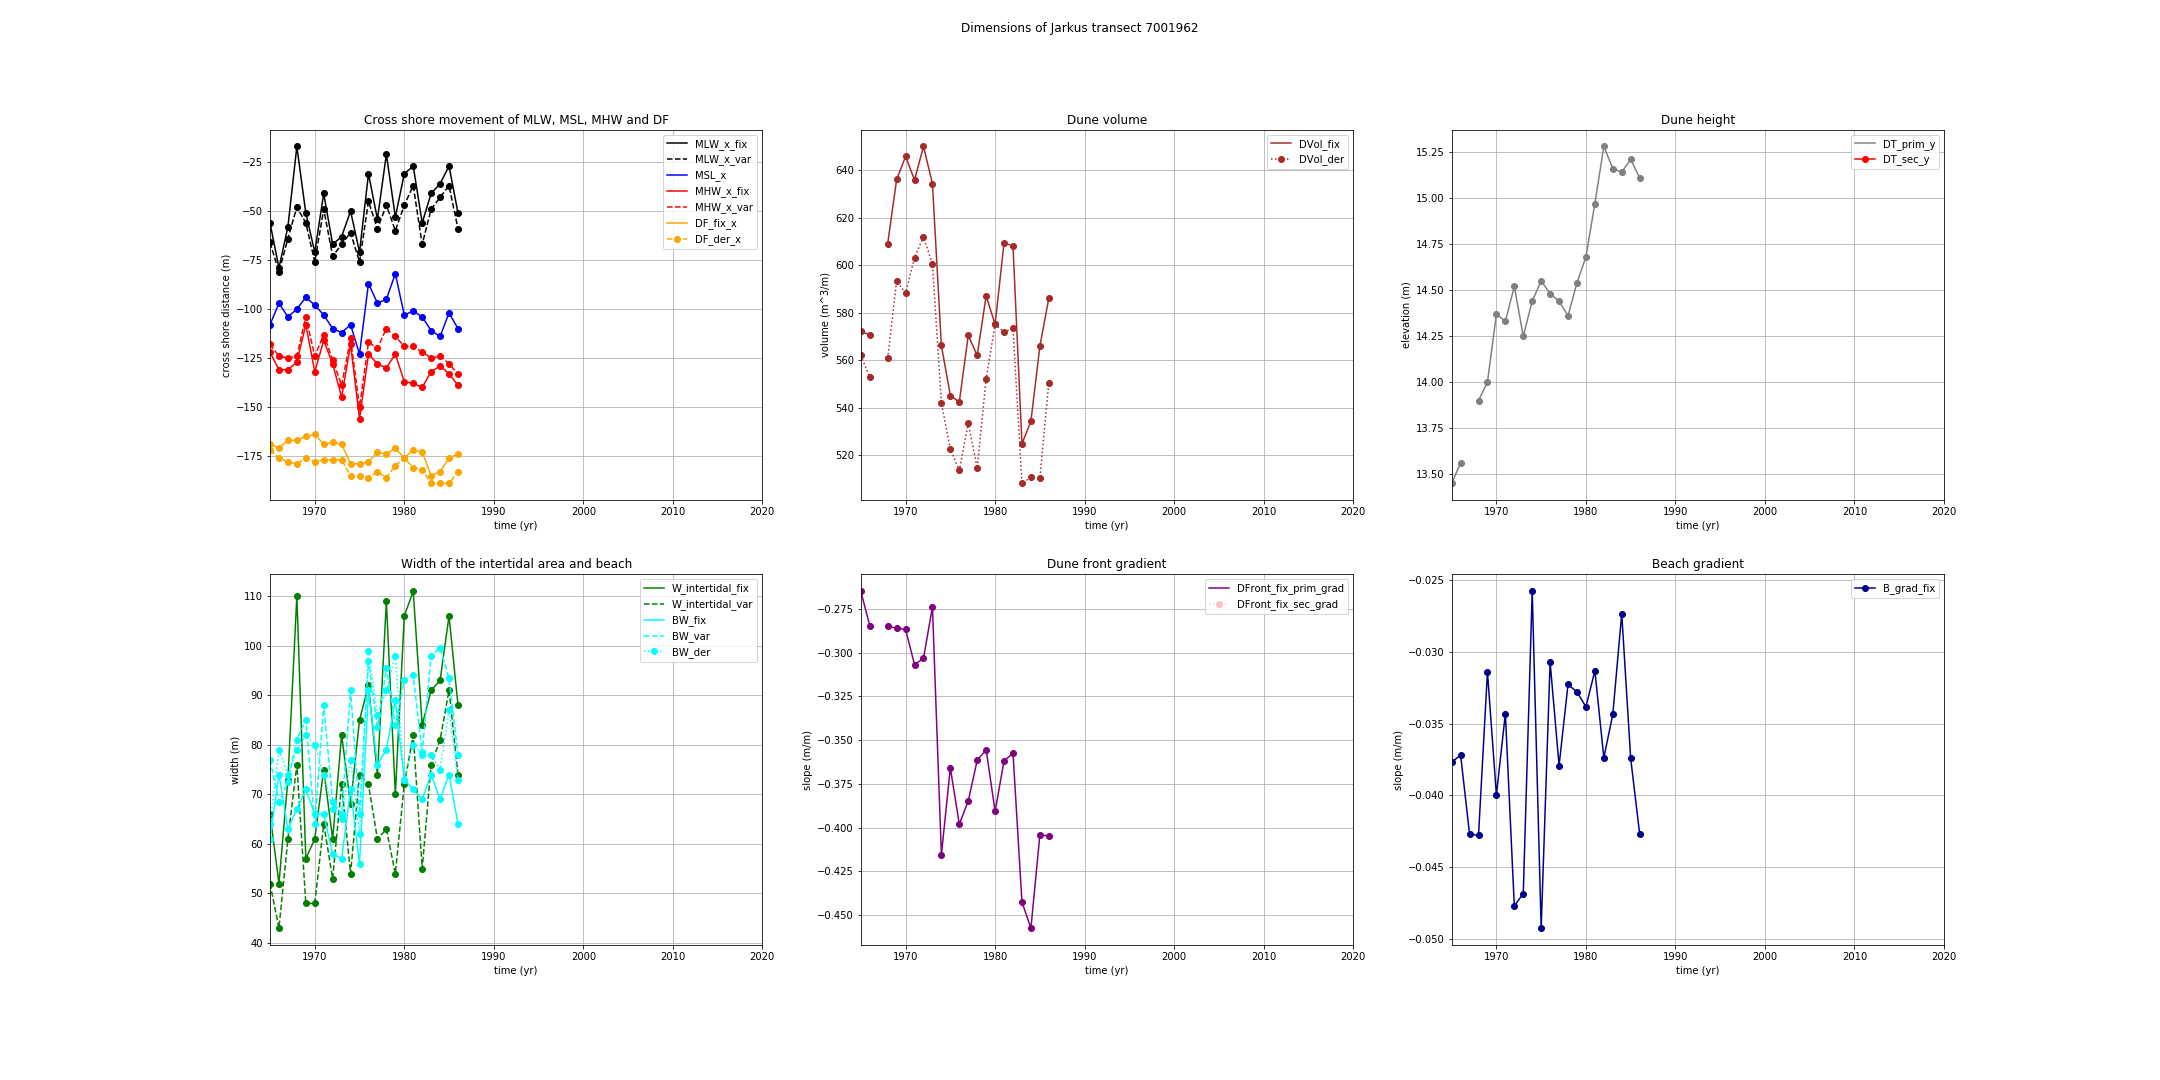 Dimensions of Jarkus transect 7001962
Cross shore movement of MLW, MSL, MHW and DF
cross shore distance (m)
−25
−50
−75
−100
−125
−150
−175
1970 1980 1990 2000 2010 2020
time (yr)
MLW_x_fix
MLW_x_var
MSL_x
MHW_x_fix
MHW_x_var
DF_fix_x
DF_der_x
Dune volume
volume (m^3/m)
640
620
600
580
560
540
520
1970 1980 1990 2000 2010 2020
time (yr)
DVol_fix
DVol_der
Dune height
elevation (m)
15.25
15.00
14.75
14.50
14.25
14.00
13.75
13.50
1970 1980 1990 2000 2010 2020
time (yr)
DT_prim_y
DT_sec_y
Width of the intertidal area and beach
width (m)
110
100
90
80
70
60
50
40
1970 1980 1990 2000 2010 2020
time (yr)
W_intertidal_fix
W_intertidal_var
BW_fix
BW_var
BW_der
Dune front gradient
slope (m/m)
−0.275
−0.300
−0.325
−0.350
−0.375
−0.400
−0.425
−0.450
1970 1980 1990 2000 2010 2020
time (yr)
DFront_fix_prim_grad
DFront_fix_sec_grad
Beach gradient
slope (m/m)
−0.025
−0.030
−0.035
−0.040
−0.045
−0.050
1970 1980 1990 2000 2010 2020
time (yr)
B_grad_fix